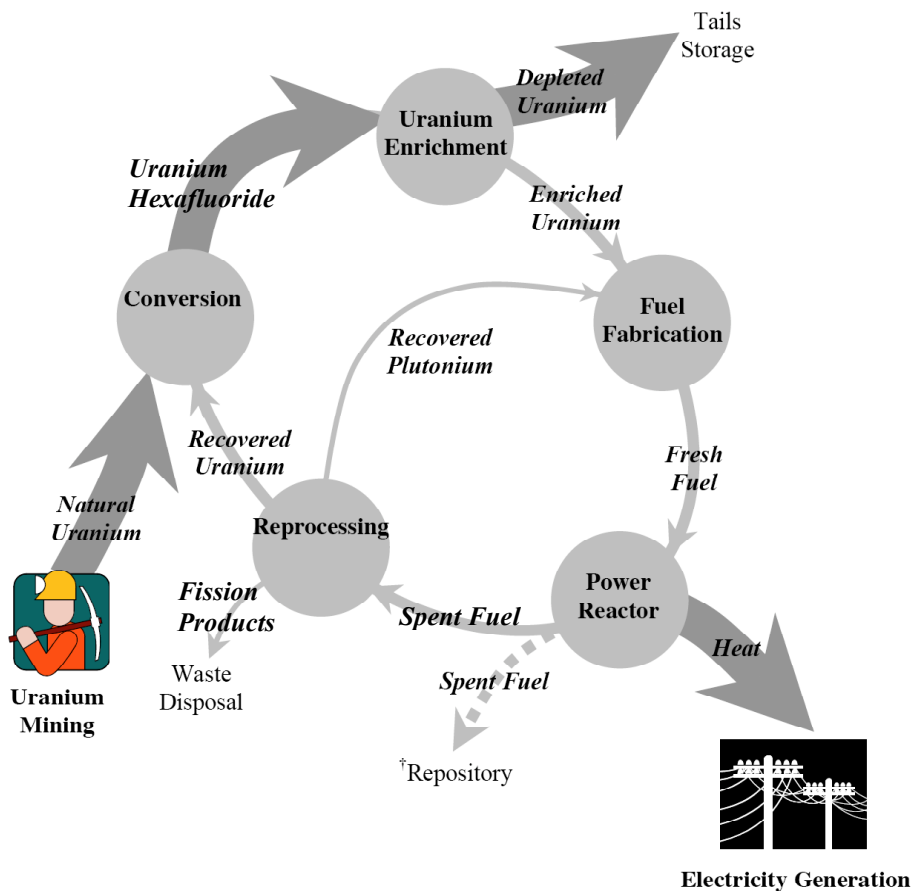 Tails
Storage
Depleted
Uranium
Uranium
Enrichment
Uranium
Hexafluoride
Enriched
Uranium
Conversion
Fuel
Fabrication
Recovered
Plutonium
Recovered
Uranium
Fresh
Fuel
Natural
Uranium
Reprocessing
Power
Reactor
Fission
Products
Spent Fuel
Heat
Spent Fuel
Waste
Disposal
Uranium
Mining
†Repository
Electricity Generation